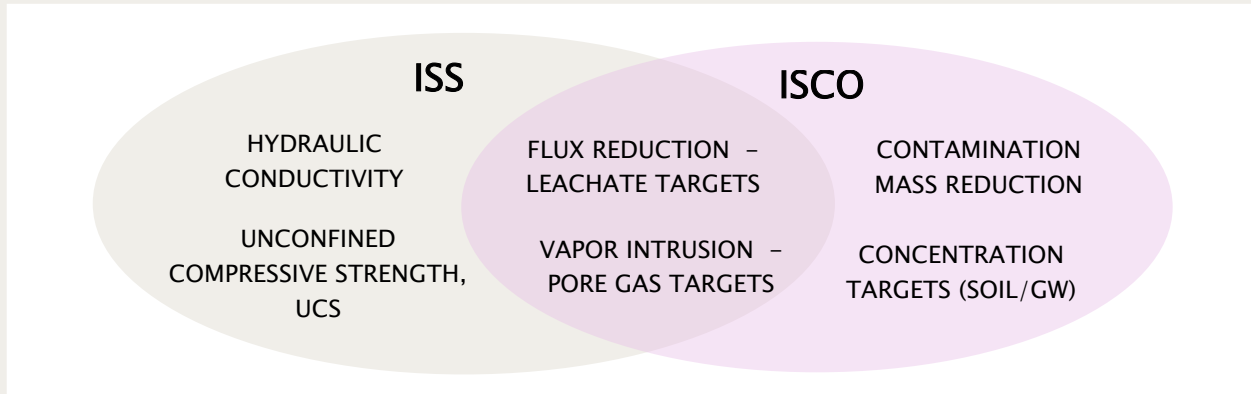 ISS
HYDRAULIC
CONDUCTIVITY
UNCONFINED
COMPRESSIVE STRENGTH,
UCS
FLUX REDUCTION –
LEACHATE TARGETS
VAPOR INTRUSION –
PORE GAS TARGETS
ISCO
CONTAMINATION
MASS REDUCTION
CONCENTRATION
TARGETS (SOIL/GW)